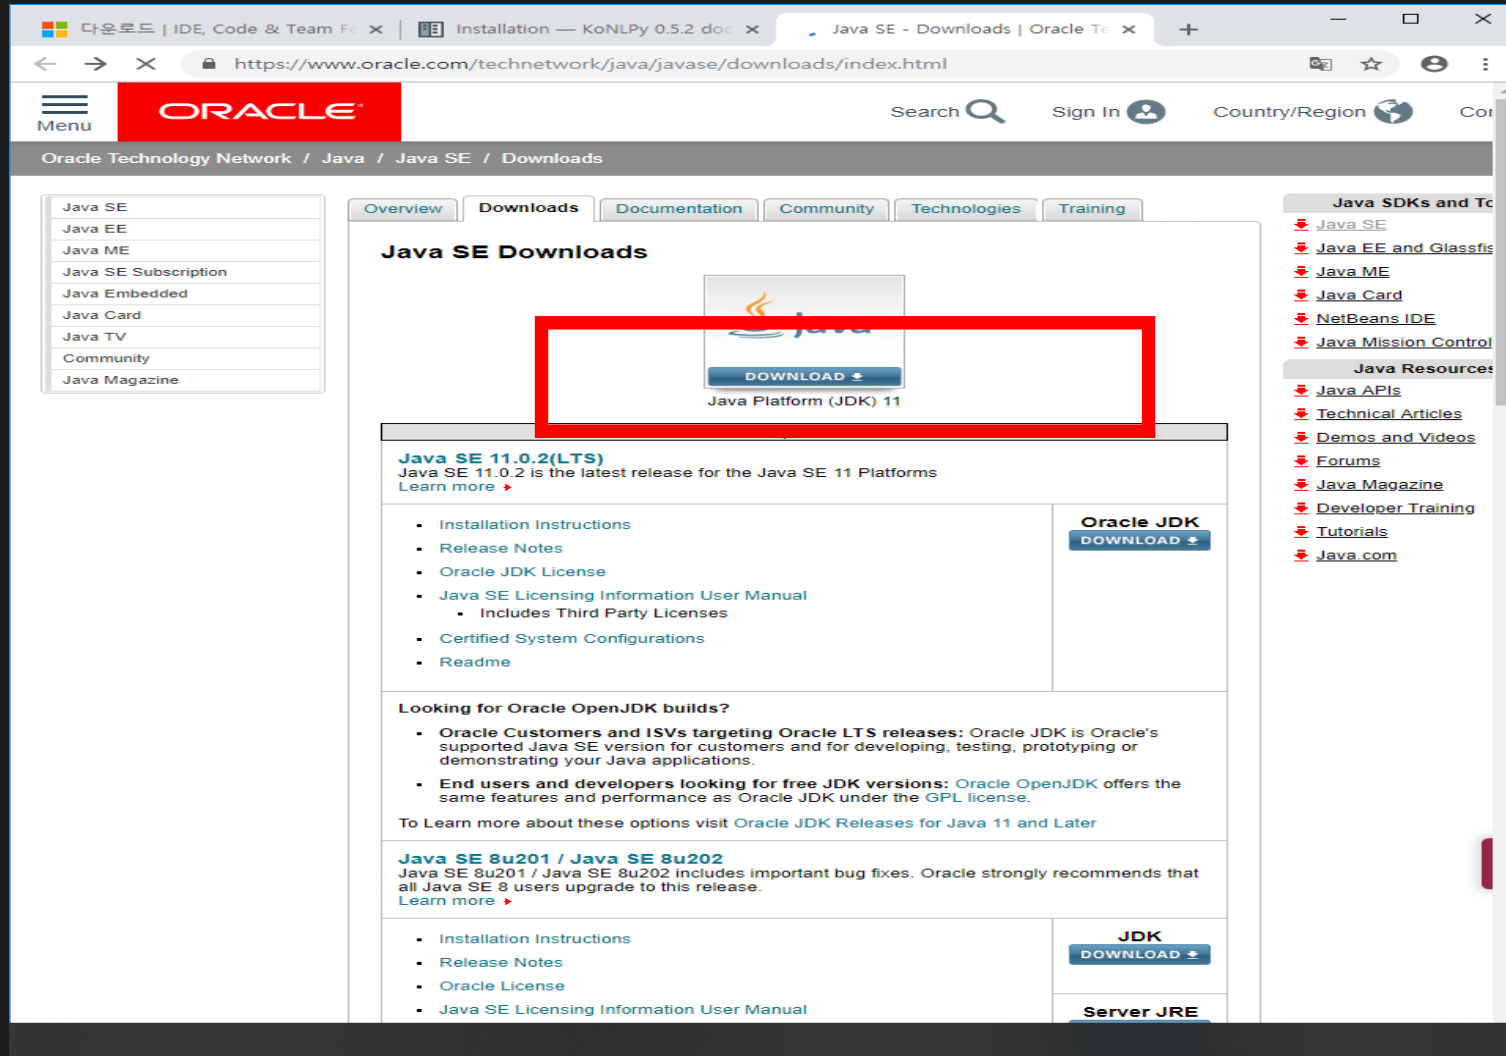 다운로드 | IDE, Code & Team Fo
Installation — KoNLPy 0.5.2 doc
Java SE - Downloads | Oracle Te
https://www.oracle.com/technetwork/java/javase/downloads/index.html
Menu
ORACLE
Search
Sign In
Country/Region
Oracle Technology Network / Java / Java SE / Downloads
Java SE
Java EE
Java ME
Java SE Subscription
Java Embedded
Java Card
Java TV
Community
Java Magazine
Overview
Downloads
Documentation
Community
Technologies
Training
Java SE Downloads
Java
DOWNLOAD
Java Platform (JDK) 11
Java SE 11.0.2(LTS)
Java SE 11.0.2 is the latest release for the Java SE 11 Platforms
Learn more
Installation Instructions
Release Notes
Oracle JDK License
Java SE Licensing Information User Manual
Includes Third Party Licenses
Certified System Configurations
Readme
Oracle JDK
DOWNLOAD
Looking for Oracle OpenJDK builds?
Oracle Customers and ISVs targeting Oracle LTS releases: Oracle JDK is Oracle's
supported Java SE version for customers and for developing, testing, prototyping or
demonstrating your Java applications.
End users and developers looking for free JDK versions: Oracle OpenJDK offers the
same features and performance as Oracle JDK under the GPL license.
To Learn more about these options visit Oracle JDK Releases for Java 11 and Later
Java SE 8u201 / Java SE 8u202
Java SE 8u201 / Java SE 8u202 includes important bug fixes. Oracle strongly recommends that
all Java SE 8 users upgrade to this release.
Learn more
Installation Instructions
Release Notes
Oracle License
Java SE Licensing Information User Manual
JDK
DOWNLOAD
Server JRE
Java SDKs and To
Java SE
Java EE and Glassfis
Java ME
Java Card
NetBeans IDE
Java Mission Control
Java Resources
Java APIs
Technical Articles
Demos and Videos
Forums
Java Magazine
Developer Training
Tutorials
Java.com